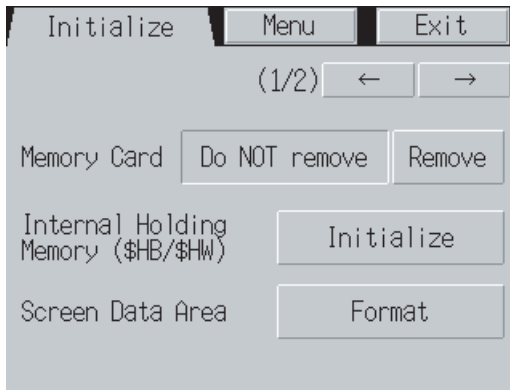 Initialize Menu Exit
(1/2) ← →
Memory Card Do NOT remove Remove
Internal Holding
Memory ($HB/$HW) Initialize
Screen Data Area Format